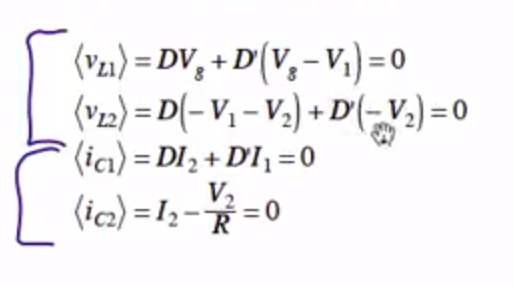 ⟨v_{L1}⟩ = DV_g + D'(V_g − V_1) = 0
⟨v_{L2}⟩ = D(−V_1 − V_2) + D'(−V_2) = 0
⟨i_{C1}⟩ = DI_2 + D'I_1 = 0
⟨i_{C2}⟩ = I_2 − V_2/R = 0